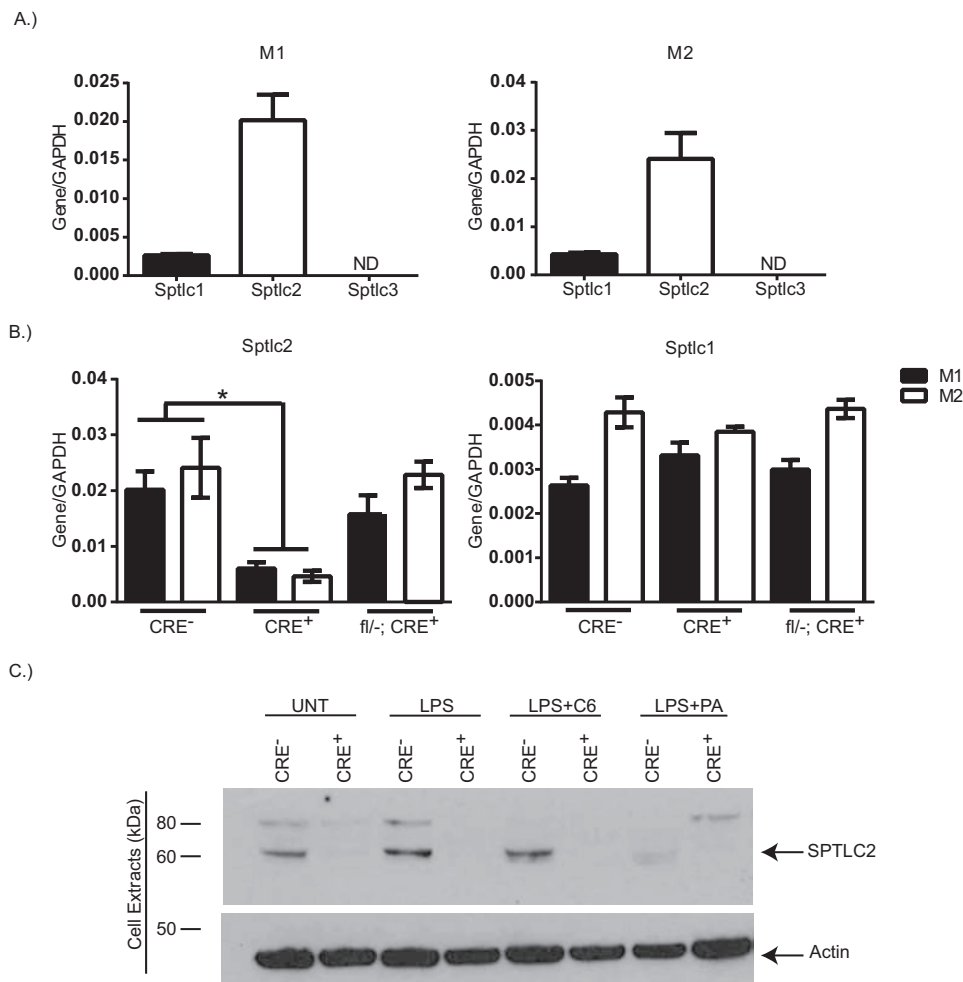 A.)
M1
Gene/GAPDH
0.025
0.020
0.015
0.010
0.005
0.000
ND
Sptlc1 Sptlc2 Sptlc3
M2
Gene/GAPDH
0.04
0.03
0.02
0.01
0.00
ND
Sptlc1 Sptlc2 Sptlc3
B.)
Sptlc2
Gene/GAPDH
0.04
0.03
0.02
0.01
0.00
*
CRE- CRE+ fl/-; CRE+
Sptlc1
Gene/GAPDH
0.005
0.004
0.003
0.002
0.001
0.000
CRE- CRE+ fl/-; CRE+
M1
M2
C.)
UNT LPS LPS+C6 LPS+PA
CRE- CRE+ CRE- CRE+ CRE- CRE+ CRE- CRE+
Cell Extracts (kDa)
80
60
50
SPTLC2
Actin